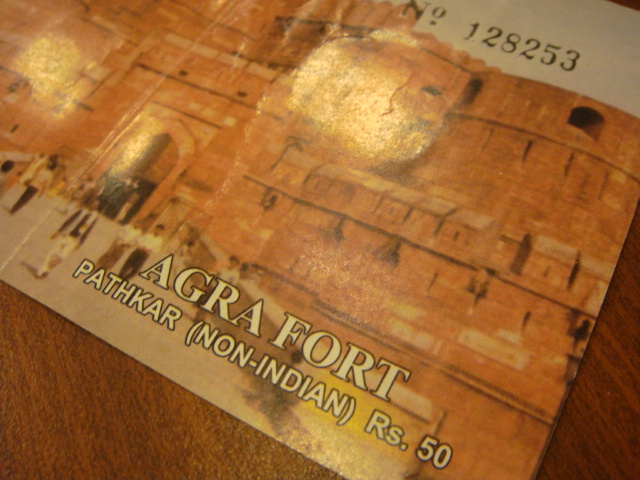 Nº 128253
AGRA FORT
PATHKAR (NON-INDIAN) Rs. 50